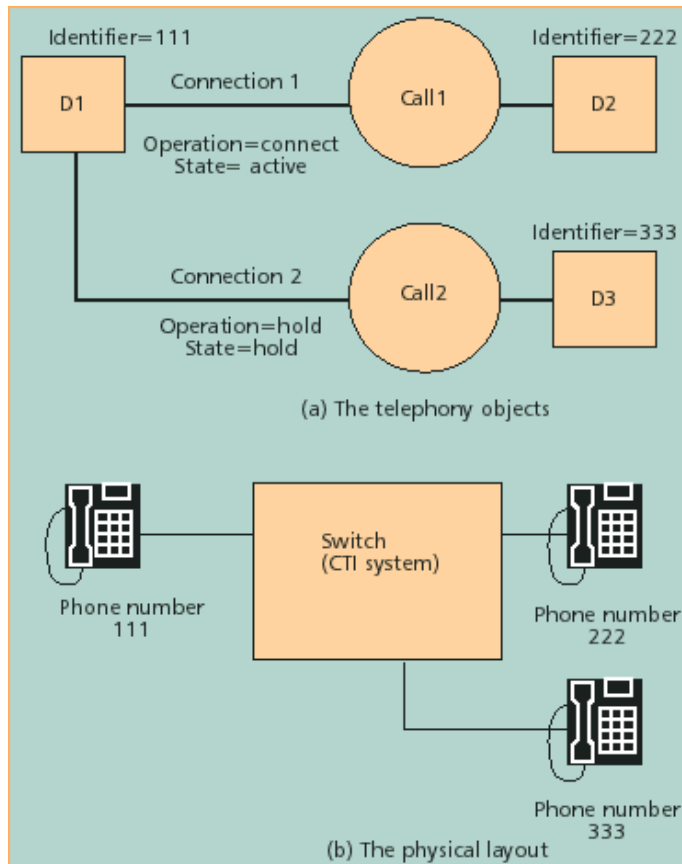 Identifier=111
Identifier=222
D1
Connection 1
Call1
D2
Operation=connect
State= active
Identifier=333
Connection 2
Call2
D3
Operation=hold
State=hold
(a) The telephony objects
Switch
(CTI system)
Phone number
111
Phone number
222
Phone number
333
(b) The physical layout